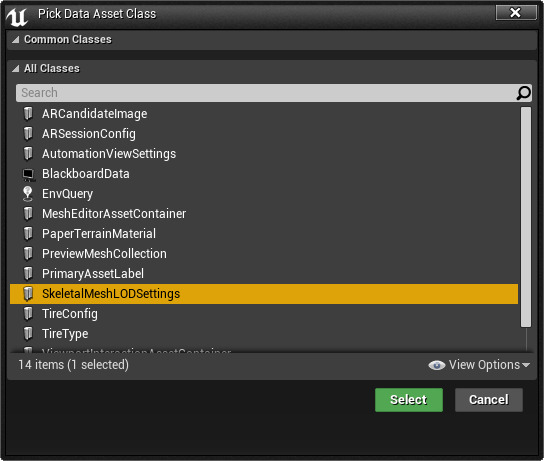 Pick Data Asset Class
Common Classes
All Classes
Search
ARCandidateImage
ARSessionConfig
AutomationViewSettings
BlackboardData
EnvQuery
MeshEditorAssetContainer
PaperTerrainMaterial
PreviewMeshCollection
PrimaryAssetLabel
SkeletalMeshLODSettings
TireConfig
TireType
ViewportInteractionAssetContainer
14 items (1 selected)
View Options
Select
Cancel